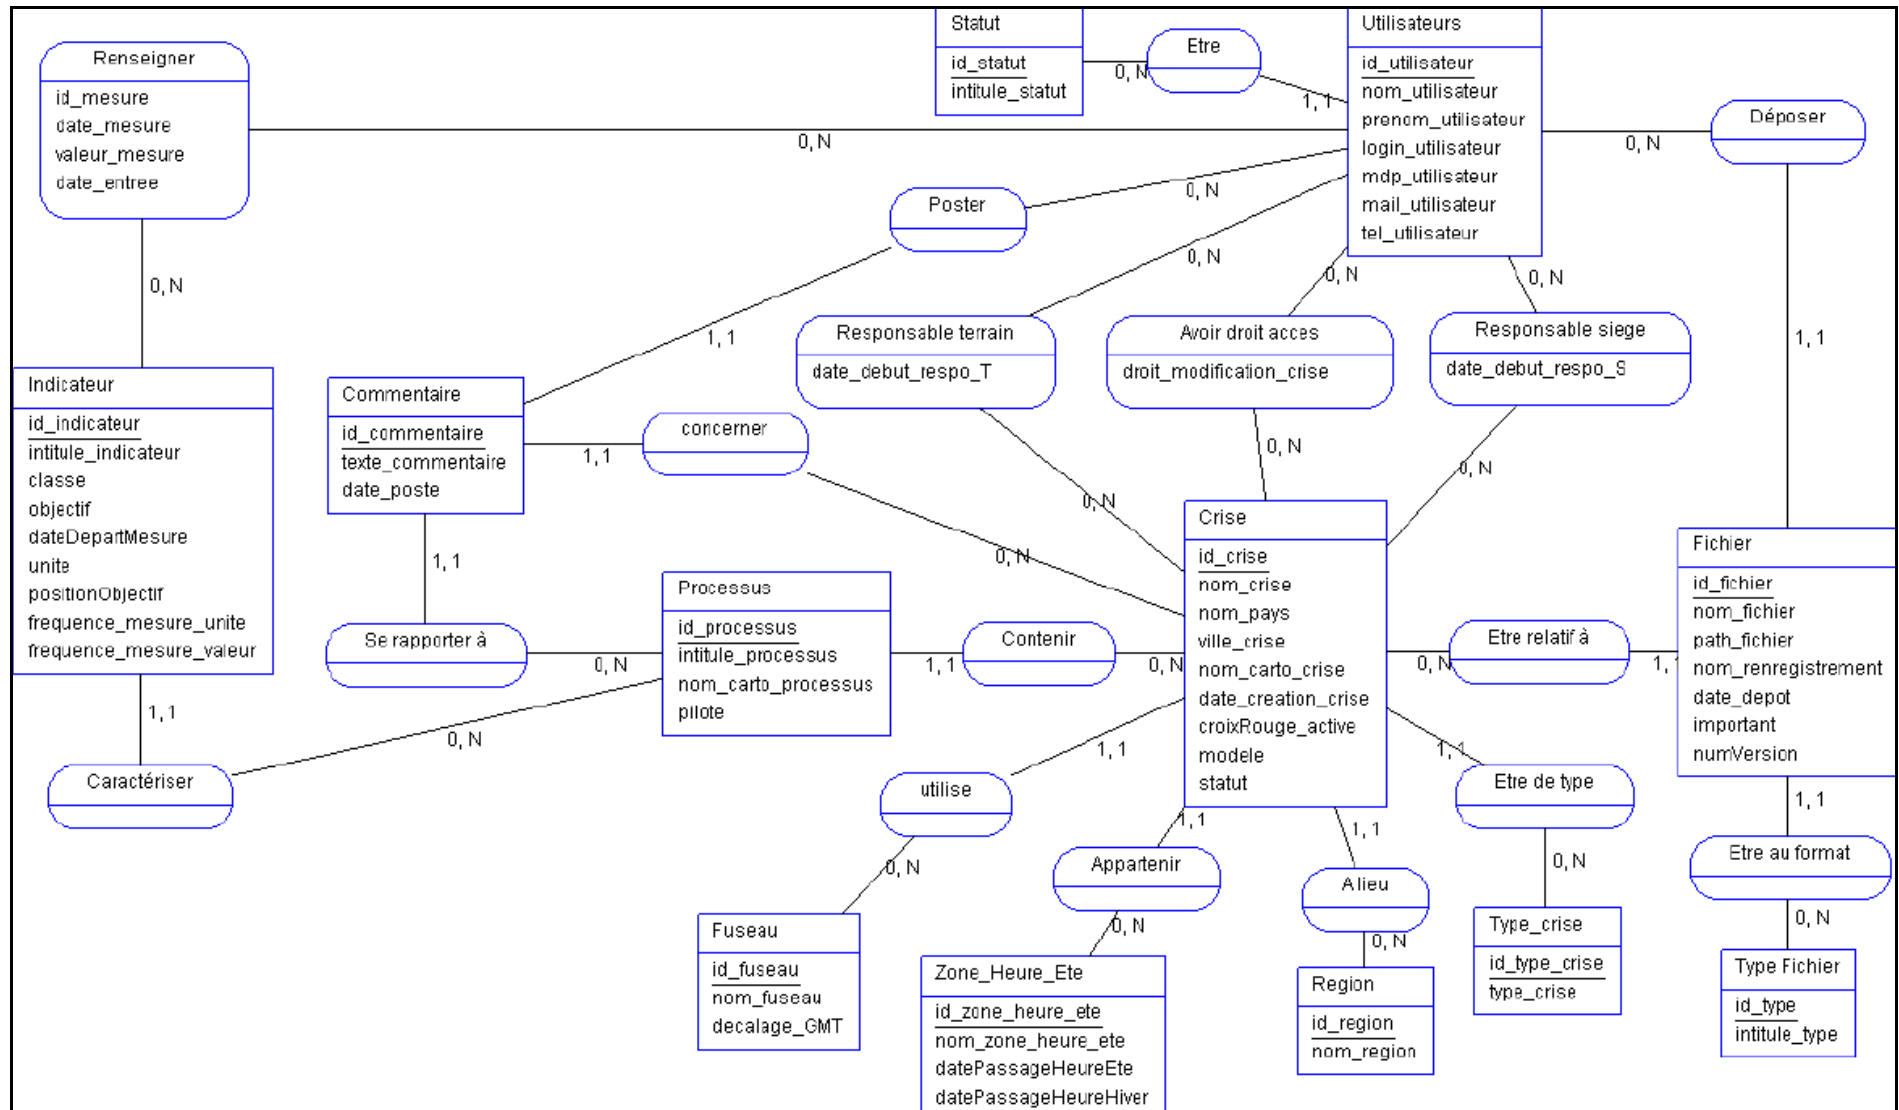 Renseigner
id_mesure
date_mesure
valeur_mesure
date_entree
Statut
id_statut
intitule_statut
Etre
0, N
1, 1
Utilisateurs
id_utilisateur
nom_utilisateur
prenom_utilisateur
login_utilisateur
mdp_utilisateur
mail_utilisateur
tel_utilisateur
Déposer
0, N
0, N
Poster
0, N
0, N
0, N
0, N
0, N
1, 1
1, 1
Responsable terrain
date_debut_respo_T
Avoir droit acces
droit_modification_crise
Responsable siege
date_debut_respo_S
Indicateur
id_indicateur
intitule_indicateur
classe
objectif
dateDepartMesure
unite
positionObjectif
frequence_mesure_unite
frequence_mesure_valeur
Commentaire
id_commentaire
texte_commentaire
date_poste
concerner
1, 1
0, N
0, N
0, N
0, N
1, 1
Crise
id_crise
nom_crise
nom_pays
ville_crise
nom_carto_crise
date_creation_crise
croixRouge_active
modele
statut
Fichier
id_fichier
nom_fichier
path_fichier
nom_renregistrement
date_depot
important
numVersion
Processus
id_processus
intitule_processus
nom_carto_processus
pilote
Se rapporter à
0, N
1, 1
Contenir
0, N
0, N
Etre relatif à
1, 1
1, 1
0, N
1, 1
1, 1
Caractériser
utilise
Etre de type
1, 1
1, 1
1, 1
Etre au format
0, N
Appartenir
A lieu
0, N
0, N
0, N
0, N
Fuseau
id_fuseau
nom_fuseau
decalage_GMT
Zone_Heure_Ete
id_zone_heure_ete
nom_zone_heure_ete
datePassageHeureEte
datePassageHeureHiver
Region
id_region
nom_region
Type_crise
id_type_crise
type_crise
Type Fichier
id_type
intitule_type